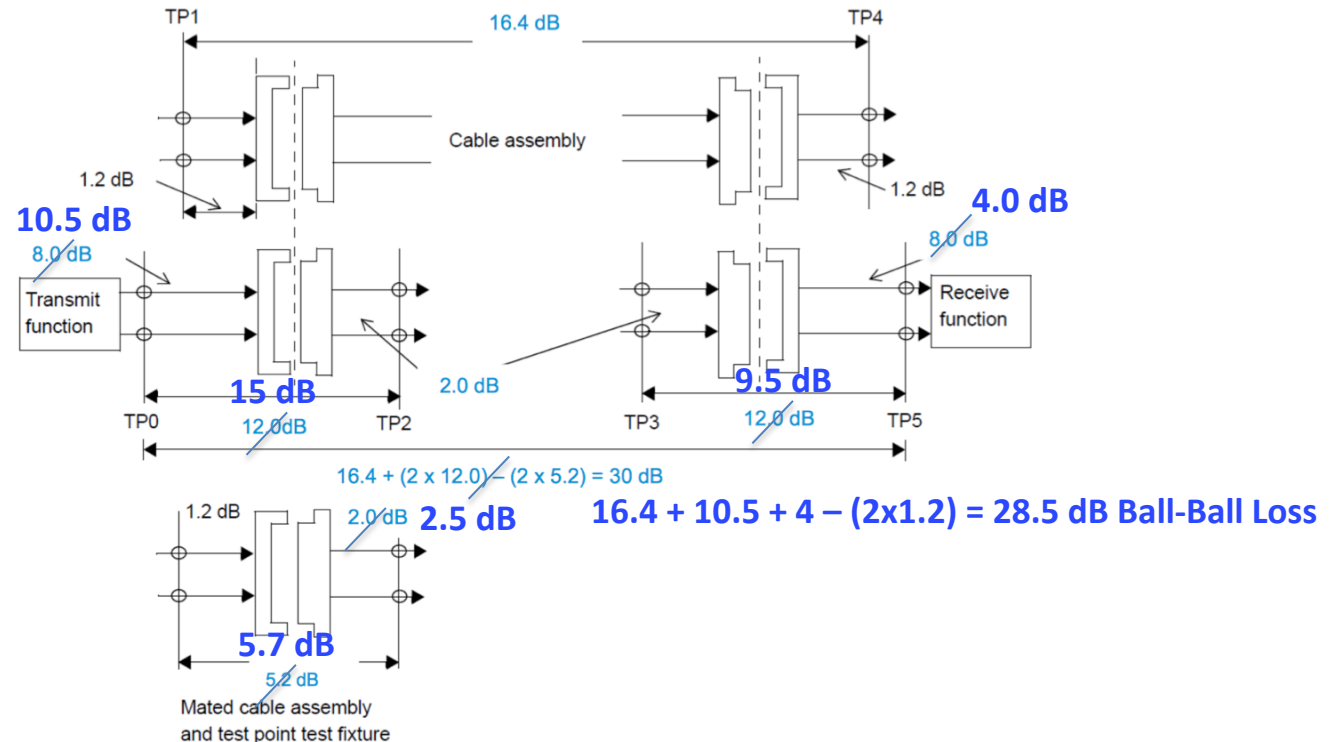 TP1
16.4 dB
TP4
Cable assembly
1.2 dB
1.2 dB
10.5 dB
4.0 dB
8.0 dB
8.0 dB
Transmit
function
Receive
function
2.0 dB
15 dB
9.5 dB
TP0
12.0dB
TP2
TP3
12.0 dB
TP5
16.4 + (2 x 12.0) – (2 x 5.2) = 30 dB
1.2 dB
2.0 dB
2.5 dB
16.4 + 10.5 + 4 – (2x1.2) = 28.5 dB Ball-Ball Loss
5.7 dB
5.2 dB
Mated cable assembly
and test point test fixture